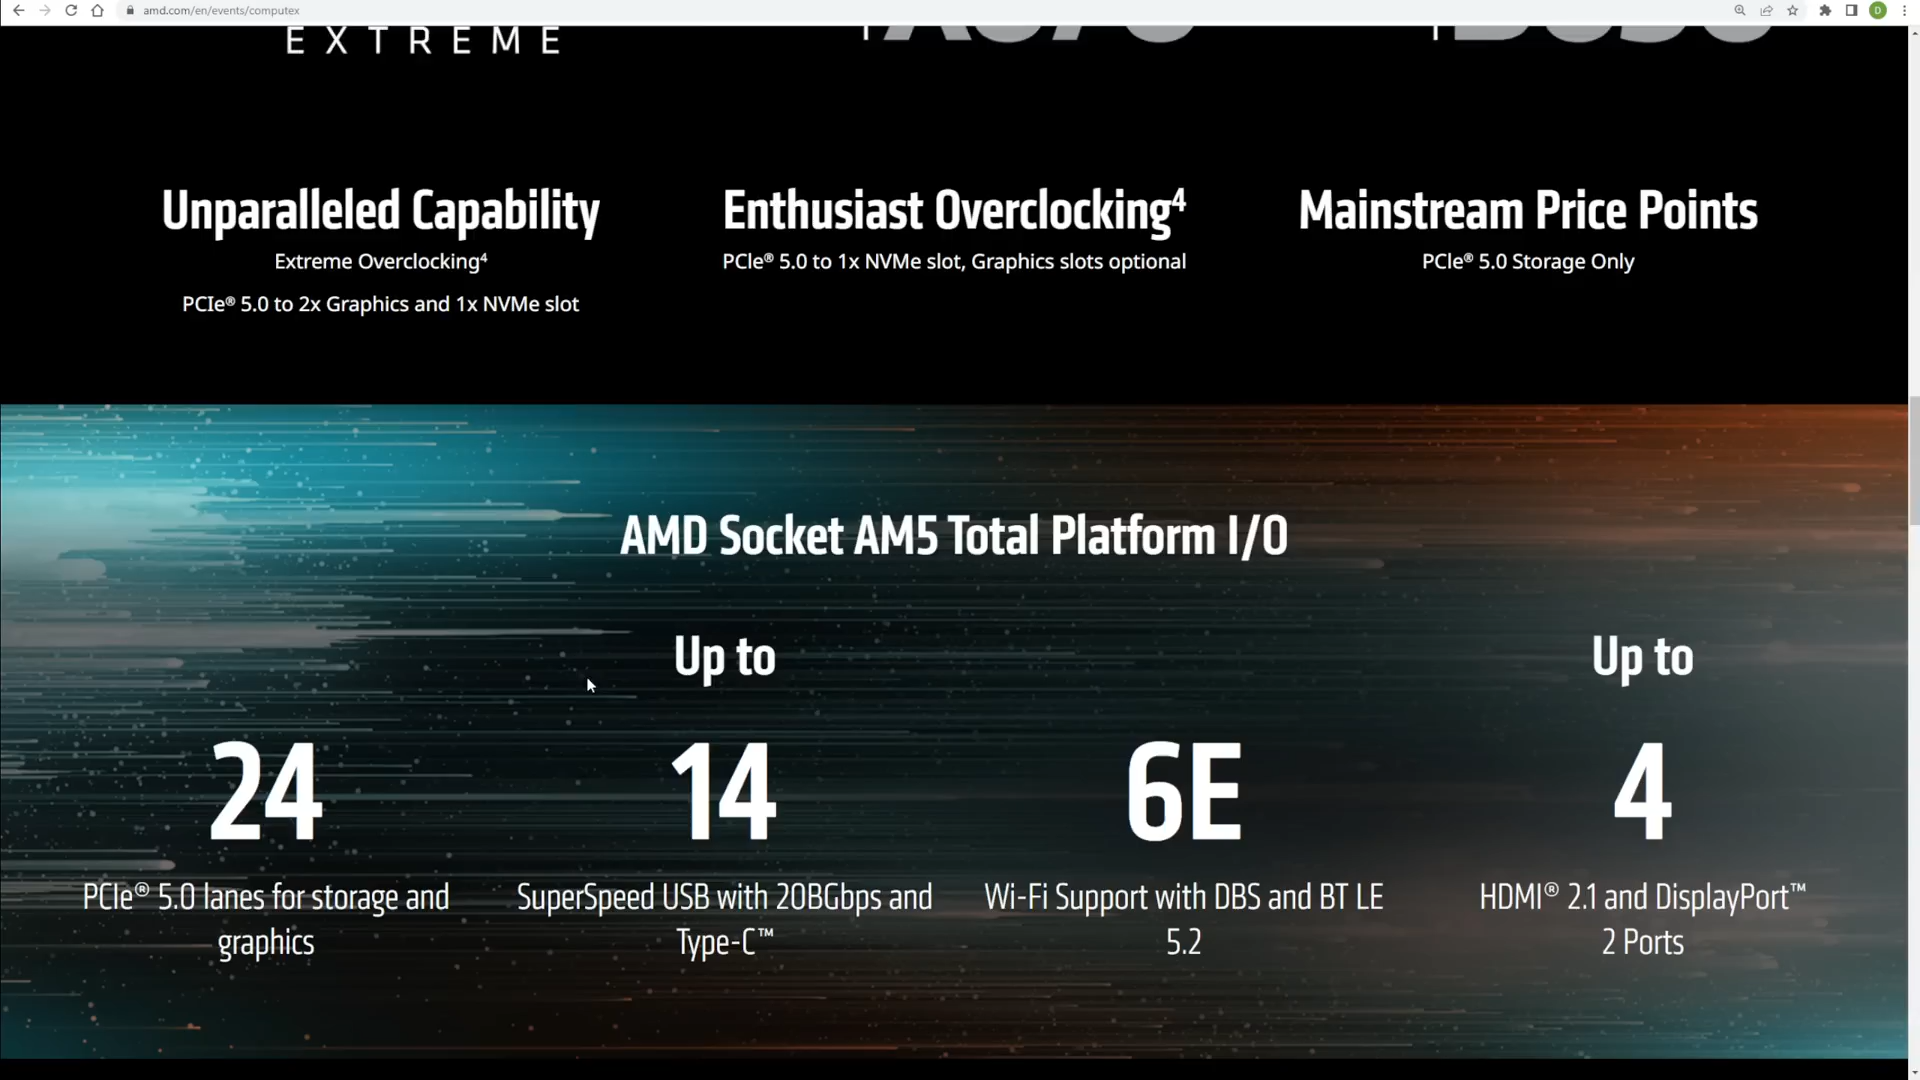 amd.com/en/events/computex
D
EXTREME
Unparalleled Capability
Extreme Overclocking⁴
PCIe® 5.0 to 2x Graphics and 1x NVMe slot
Enthusiast Overclocking⁴
PCIe® 5.0 to 1x NVMe slot, Graphics slots optional
Mainstream Price Points
PCIe® 5.0 Storage Only
AMD Socket AM5 Total Platform I/O
24
PCIe® 5.0 lanes for storage and
graphics
Up to
14
SuperSpeed USB with 20BGbps and
Type-C™
6E
Wi-Fi Support with DBS and BT LE
5.2
Up to
4
HDMI® 2.1 and DisplayPort™
2 Ports